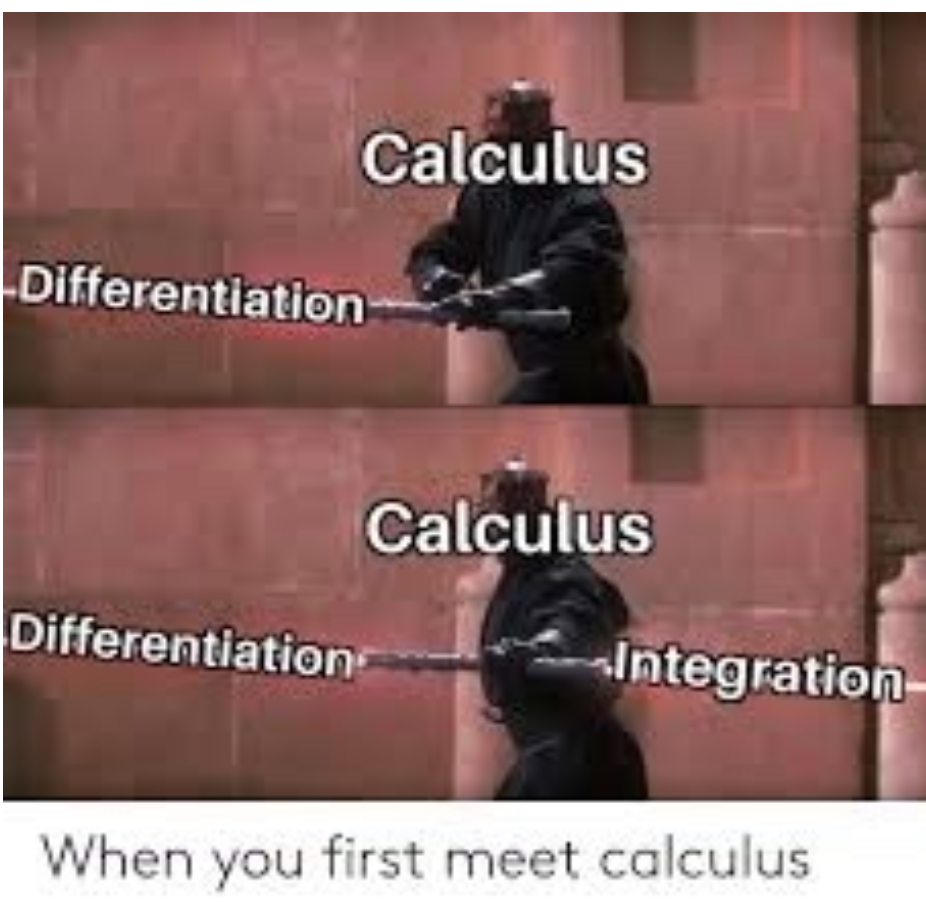 Calculus
Differentiation
Calculus
Differentiation
Integration
When you first meet calculus